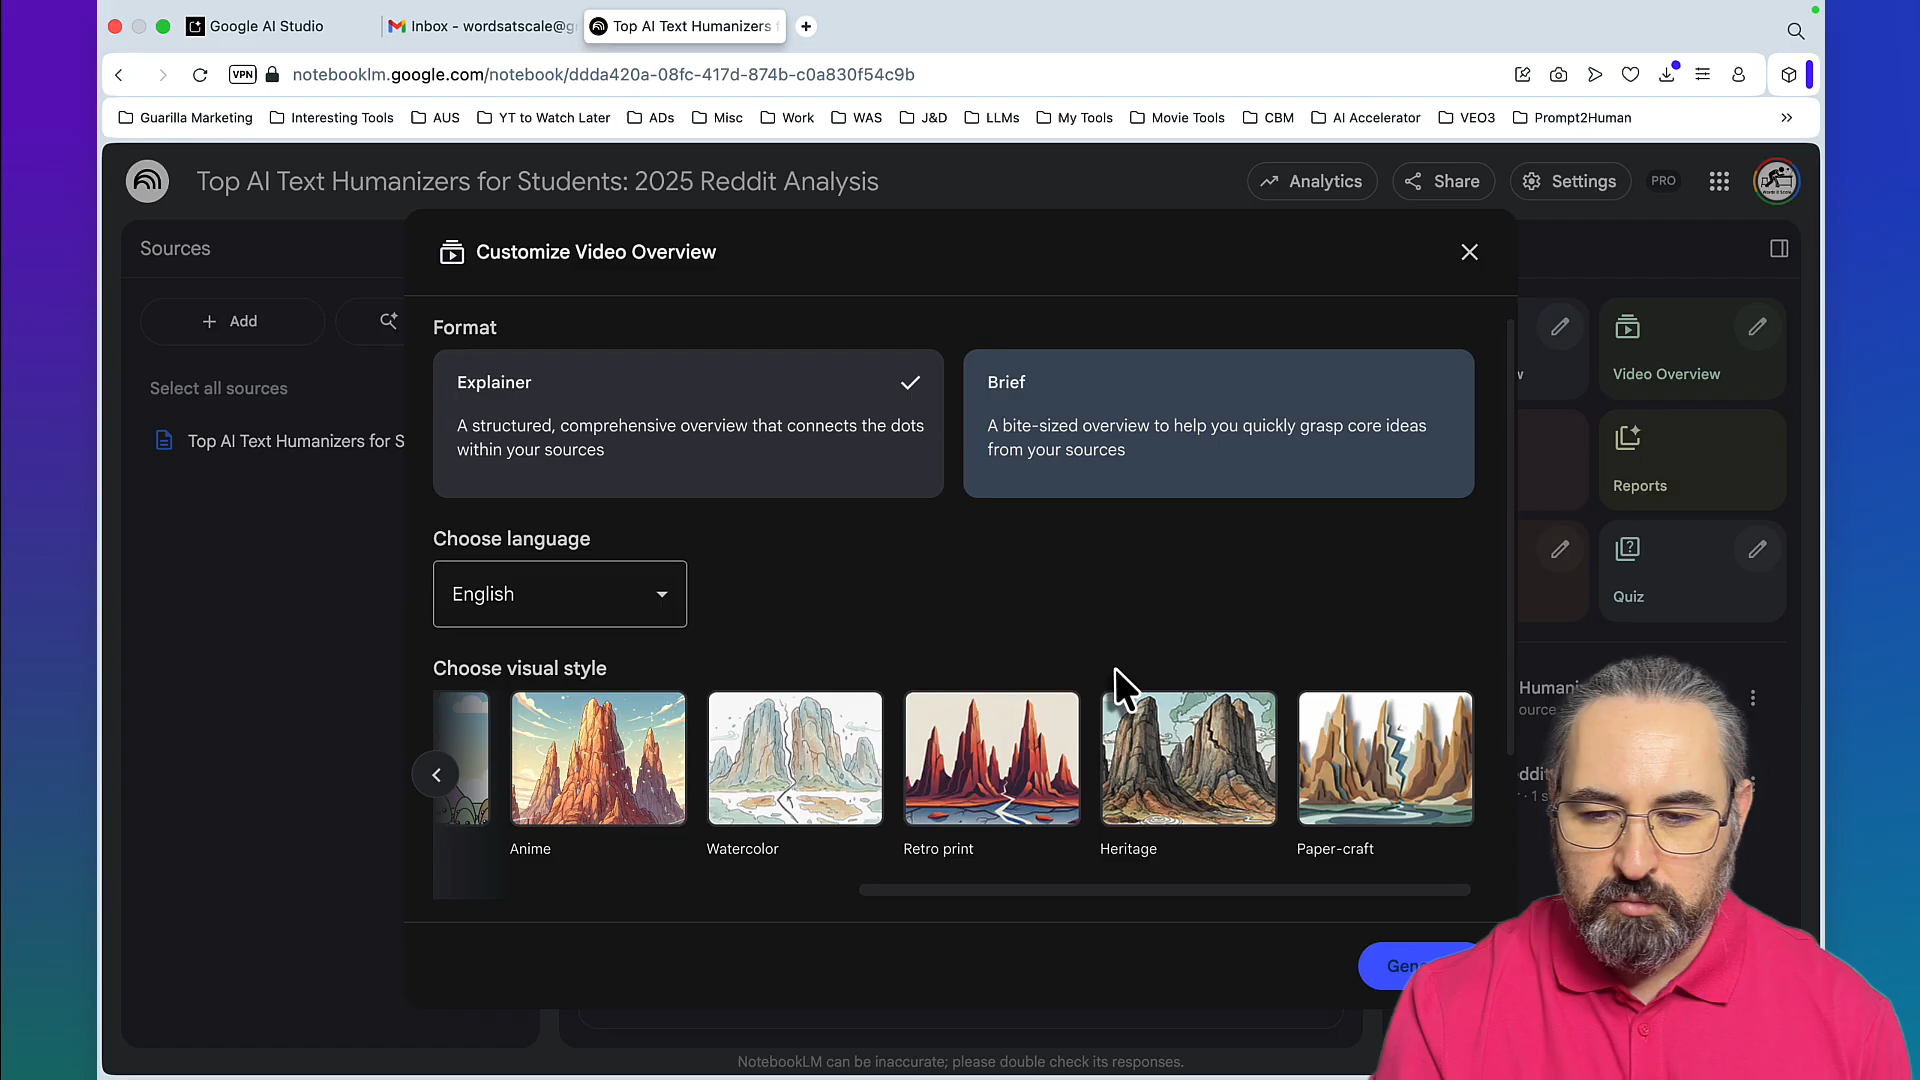 Google AI Studio
Inbox - wordsatscale@g
Top AI Text Humanizers f
VPN
notebooklm.google.com/notebook/ddda420a-08fc-417d-874b-c0a830f54c9b
Guarilla Marketing
Interesting Tools
AUS
YT to Watch Later
ADs
Misc
Work
WAS
J&D
LLMs
My Tools
Movie Tools
CBM
AI Accelerator
VEO3
Prompt2Human
Top AI Text Humanizers for Students: 2025 Reddit Analysis
Analytics
Share
Settings
PRO
Sources
Customize Video Overview
Add
Format
Explainer
Brief
A structured, comprehensive overview that connects the dots
within your sources
A bite-sized overview to help you quickly grasp core ideas
from your sources
Video Overview
Select all sources
Top AI Text Humanizers for S
Reports
Choose language
English
Quiz
Choose visual style
Anime
Watercolor
Retro print
Heritage
Paper-craft
Humani
ource
Gene
NotebookLM can be inaccurate; please double check its responses.